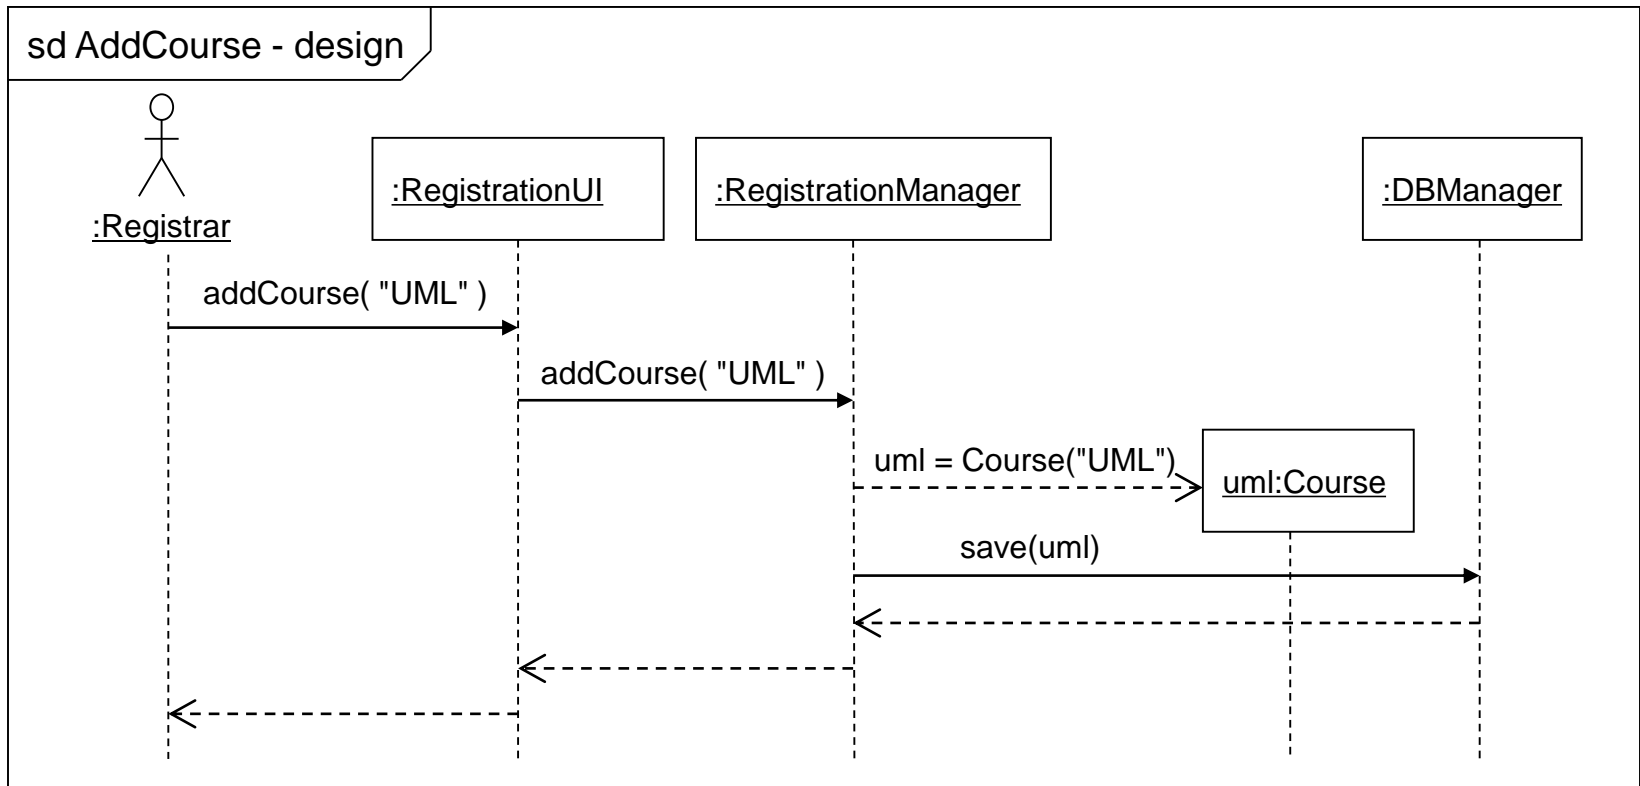 sd AddCourse - design
:Registrar
:RegistrationUI
:RegistrationManager
:DBManager
addCourse( "UML" )
addCourse( "UML" )
uml = Course("UML")
uml:Course
save(uml)